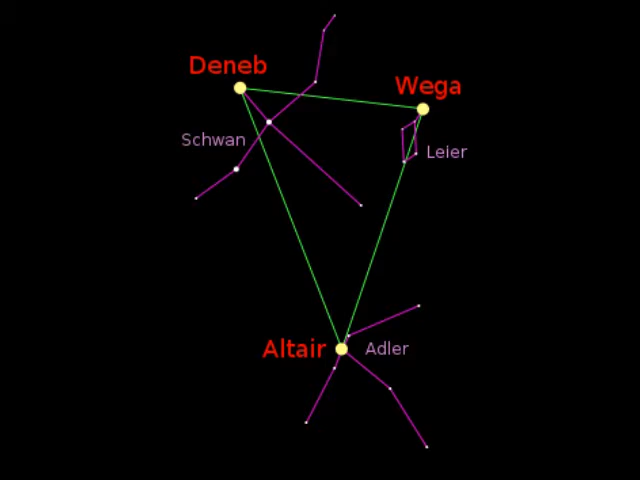 Deneb
Wega
Schwan
Leier
Altair
Adler